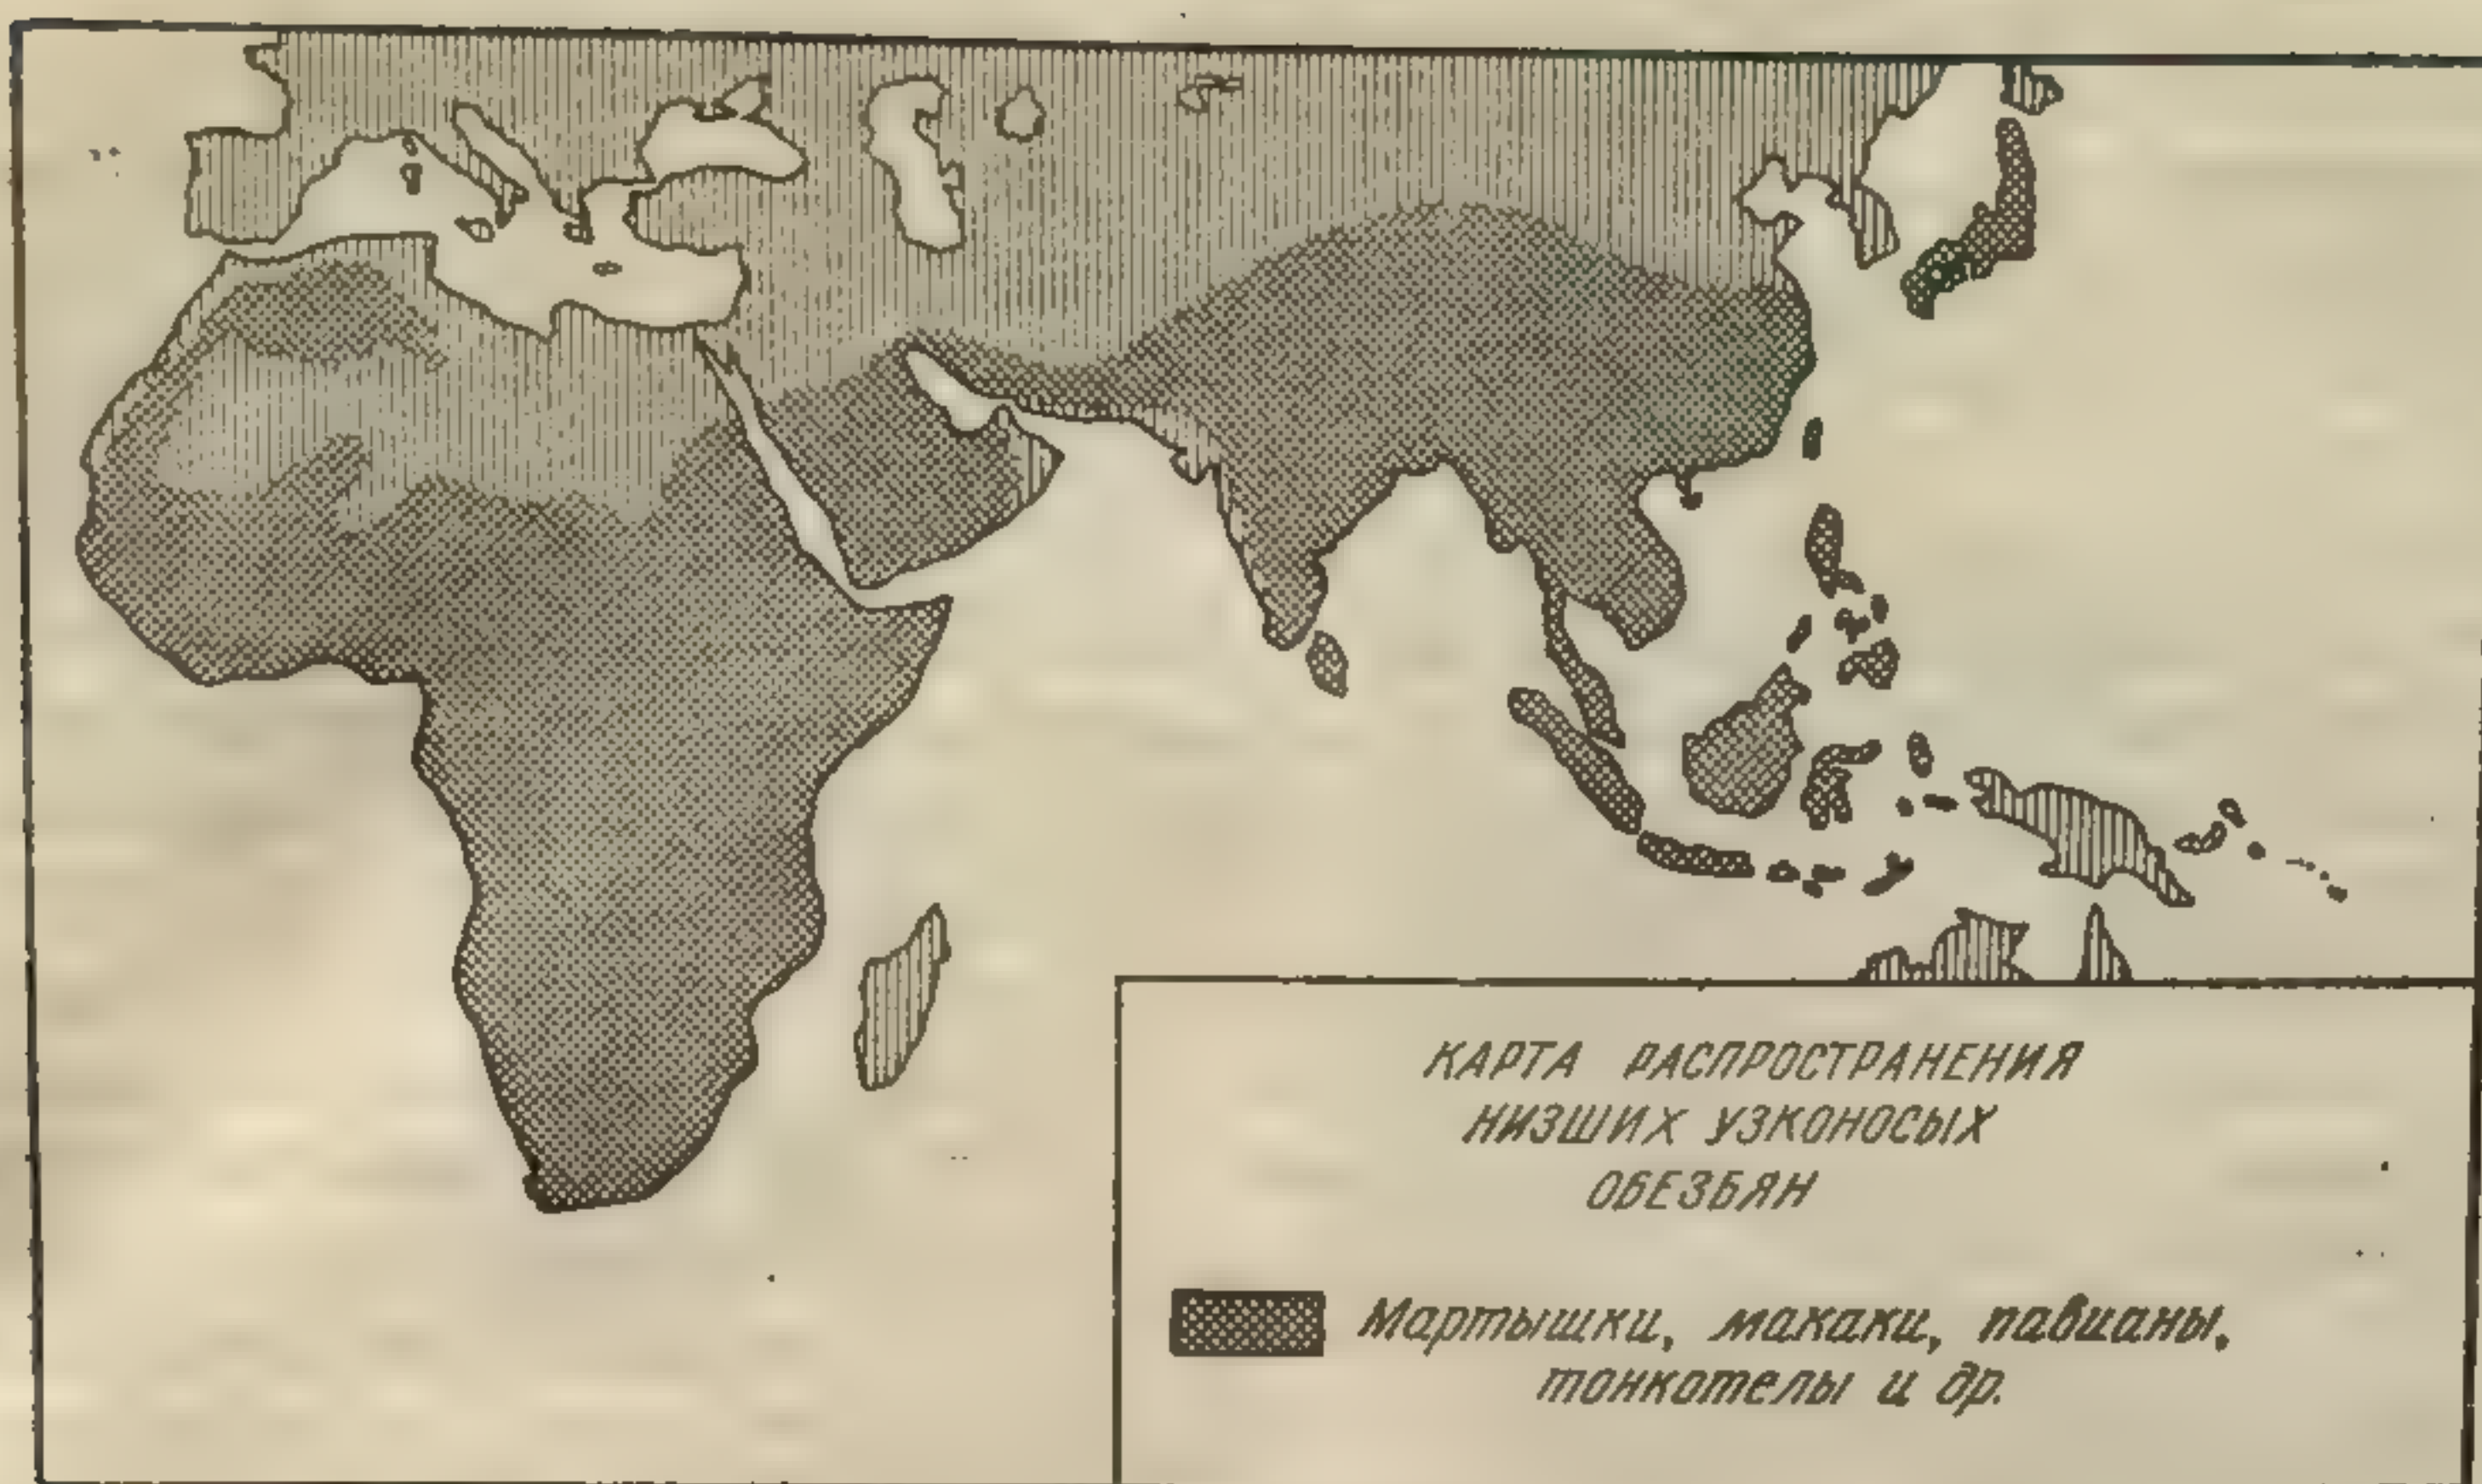 КАРТА РАСПРОСТРАНЕНИЯ
НИЗШИХ УЗКОНОСЫХ
ОБЕЗЬЯН
Мартышки, макаки, павианы,
тонкотелы и др.